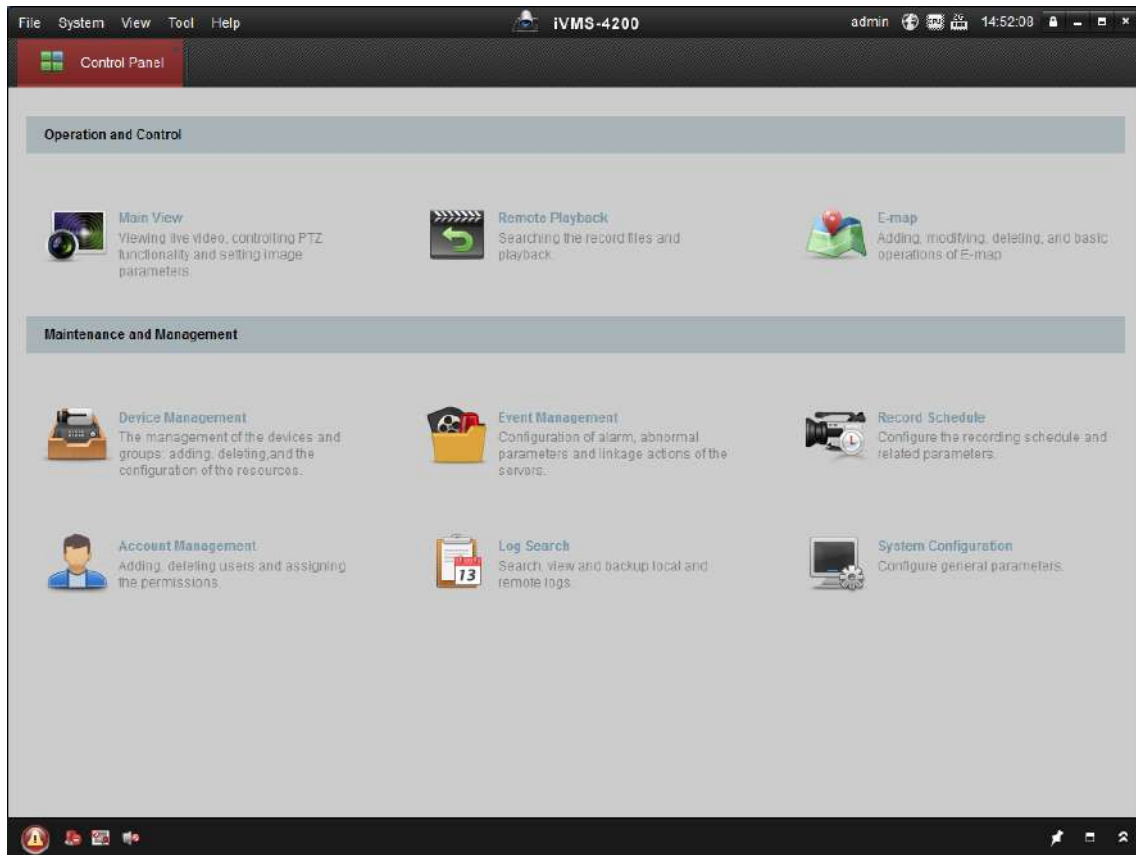 File System View Tool Help iVMS-4200 admin 14:52:08
Control Panel
Operation and Control
Main View
Viewing live video, controlling PTZ
functionality and setting image
parameters.
Remote Playback
Searching the record files and
playback.
E-map
Adding, modifying, deleting, and basic
operations of E-map
Maintenance and Management
Device Management
The management of the devices and
groups: adding, deleting,and the
configuration of the resources.
Event Management
Configuration of alarm, abnormal
parameters and linkage actions of the
servers.
Record Schedule
Configure the recording schedule and
related parameters.
Account Management
Adding, deleting users and assigning
the permissions.
13
Log Search
Search, view and backup local and
remote logs
System Configuration
Configure general parameters.